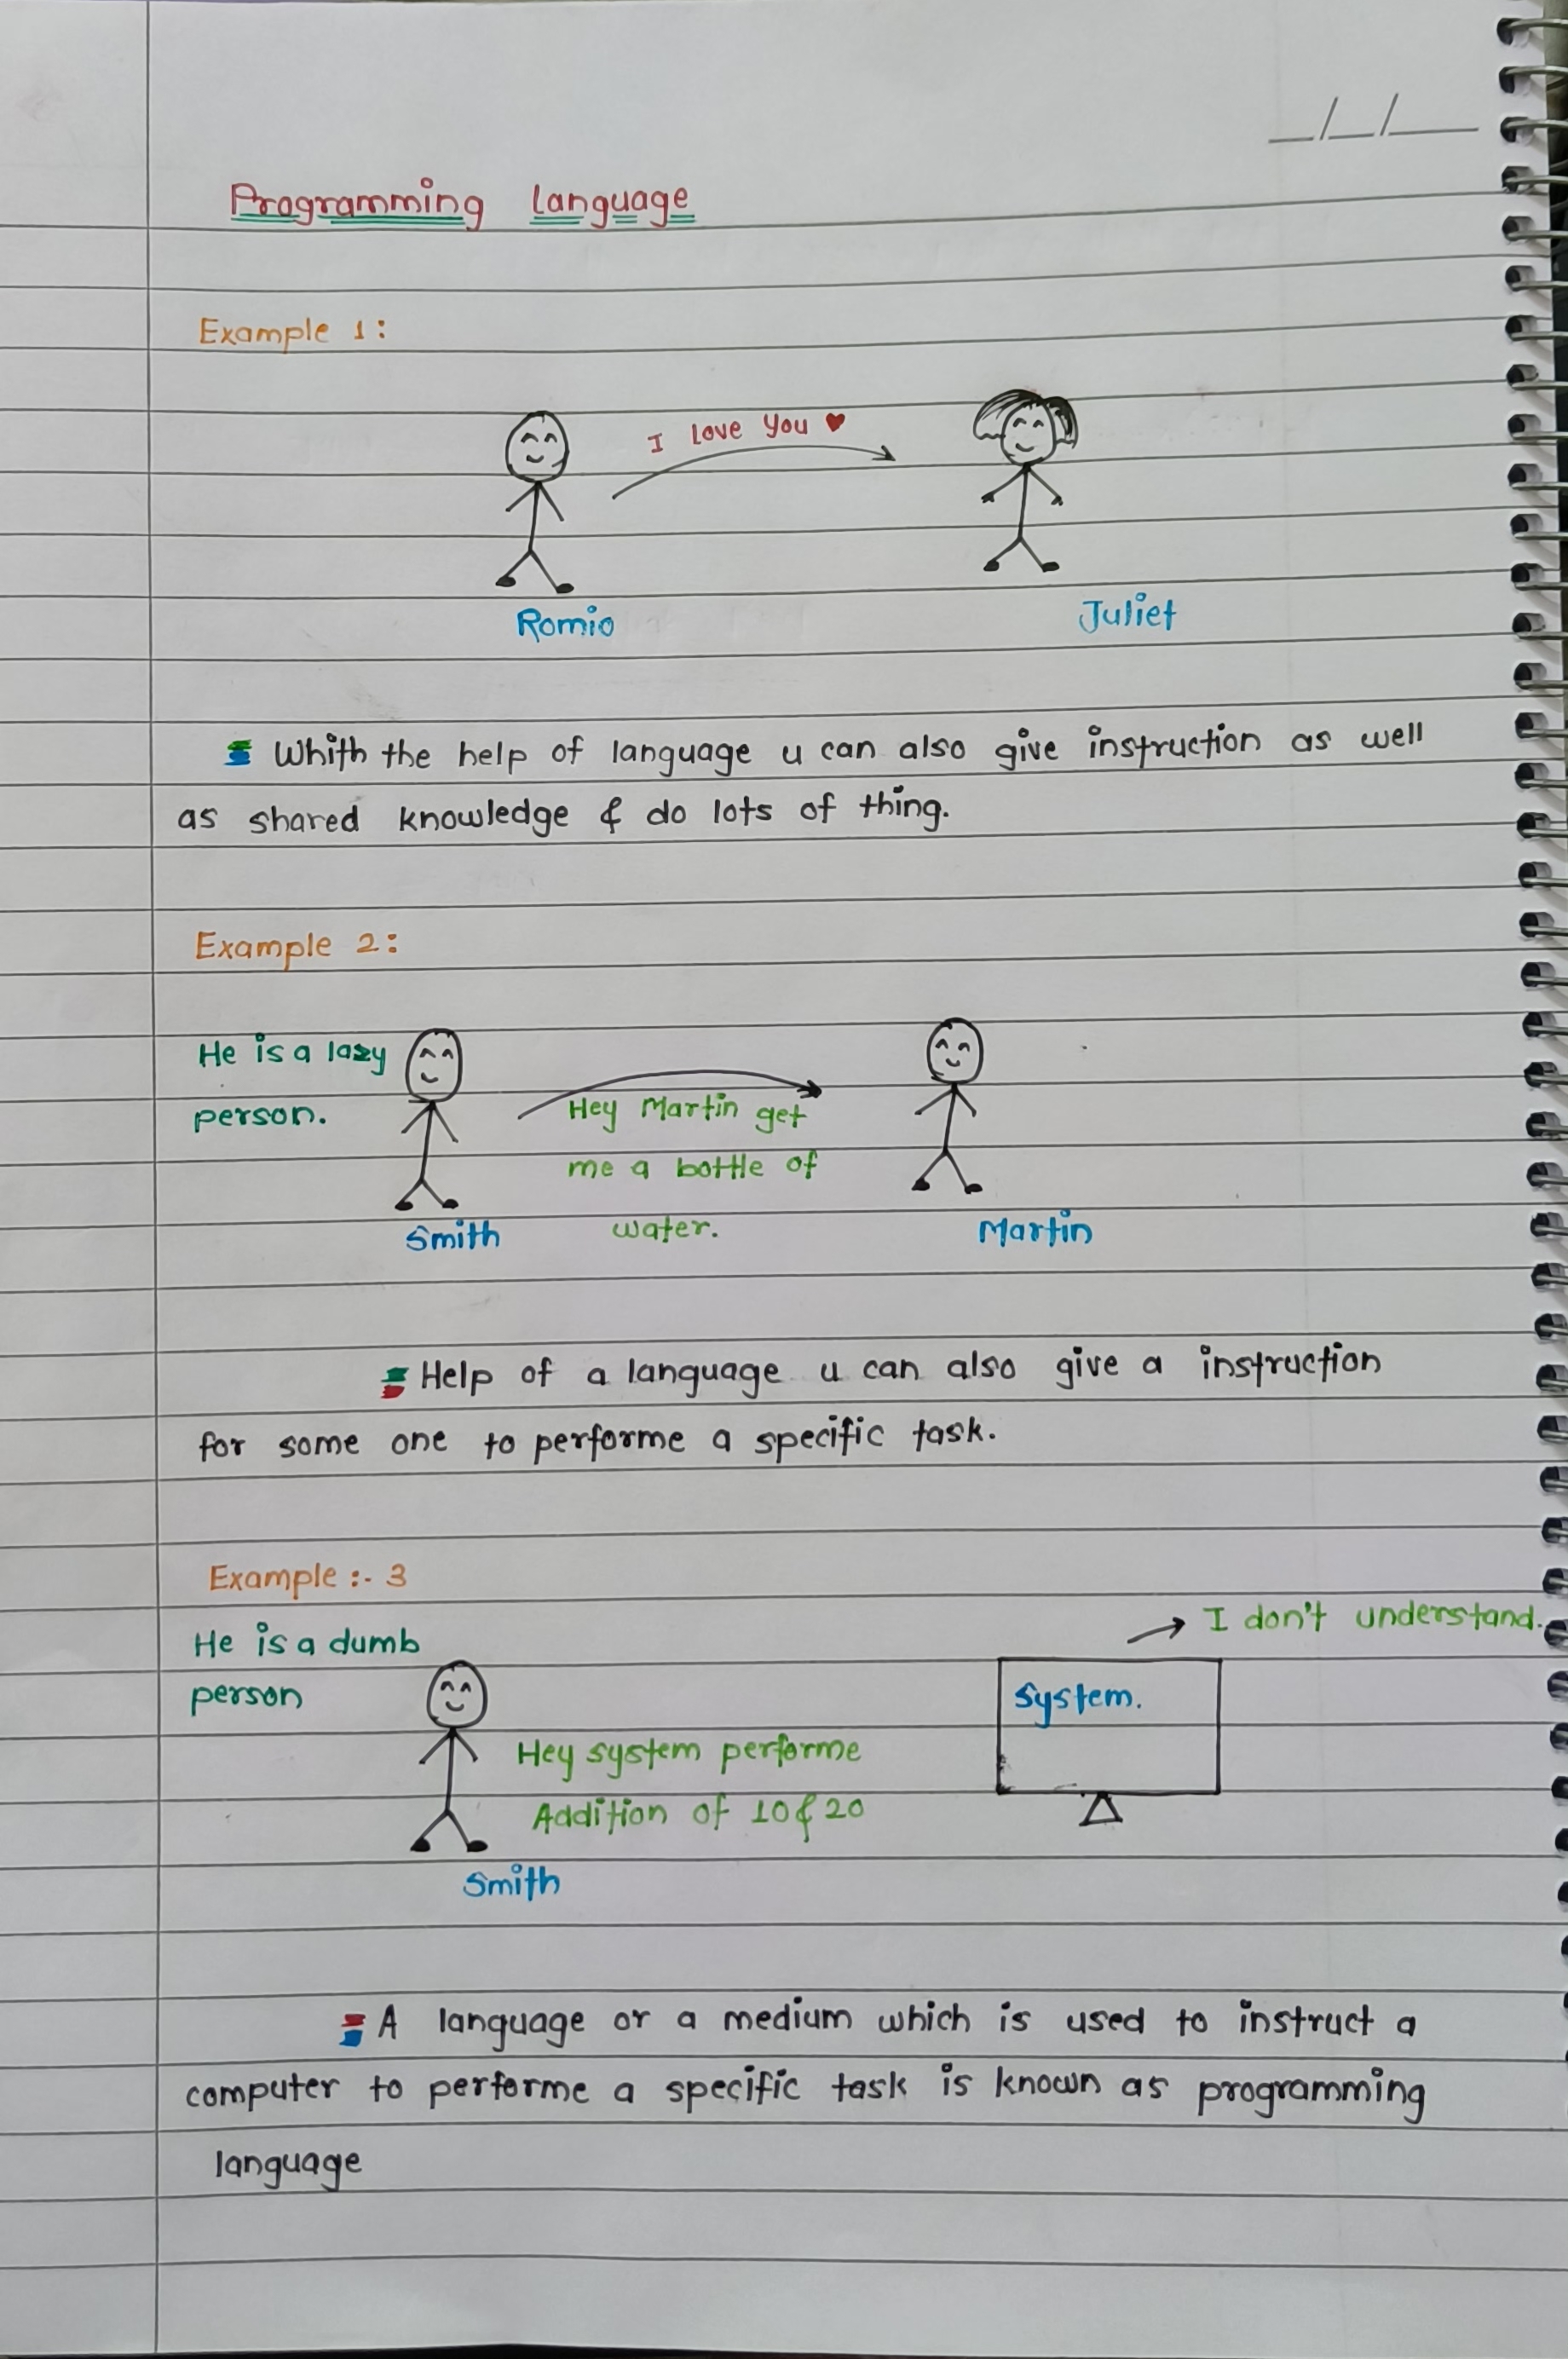 __/__/____
Programming language
Example 1:
I love you ♥
Romio
Juliet
Whith the help of language u can also give instruction as well
as shared knowledge & do lots of thing.
Example 2:
He is a lazy
person.
Hey Martin get
me a bottle of
water.
Smith
Martin
Help of a language u can also give a instruction
for some one to performe a specific task.
Example :- 3
He is a dumb
person
I don't understand.
System.
Hey system performe
Addition of 10 & 20
Smith
A language or a medium which is used to instruct a
computer to performe a specific task is known as programming
language